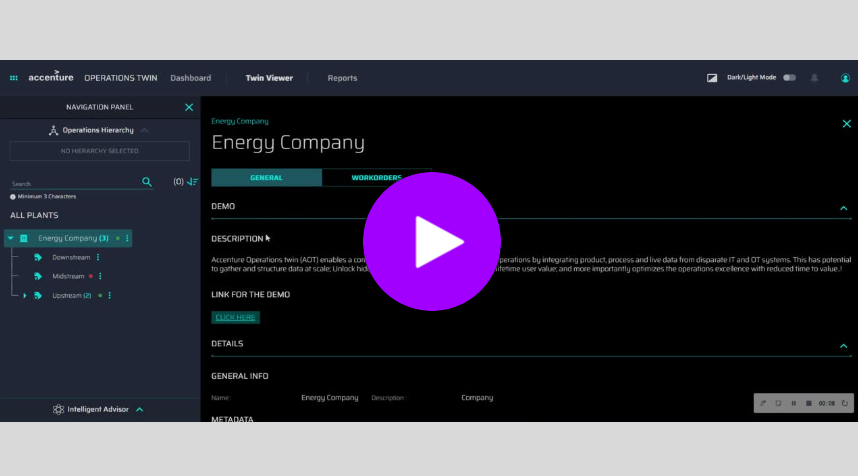 accenture OPERATIONS TWIN Dashboard Twin Viewer Reports Dark/Light Mode
NAVIGATION PANEL
Operations Hierarchy
NO HIERARCHY SELECTED
Search (0)
Minimum 3 Characters
ALL PLANTS
Energy Company (3)
Downstream
Midstream
Upstream (2)
Intelligent Advisor
Energy Company
Energy Company
GENERAL WORKORDERS
DEMO
DESCRIPTION
Accenture Operations twin (AOT) enables a operations by integrating product, process and live data from disparate IT and OT systems. This has potential
to gather and structure data at scale; Unlock lifetime user value; and more importantly optimizes the operations excellence with reduced time to value.!
LINK FOR THE DEMO
CLICK HERE
DETAILS
GENERAL INFO
Name: Energy Company Description: Company
METADATA
00:08